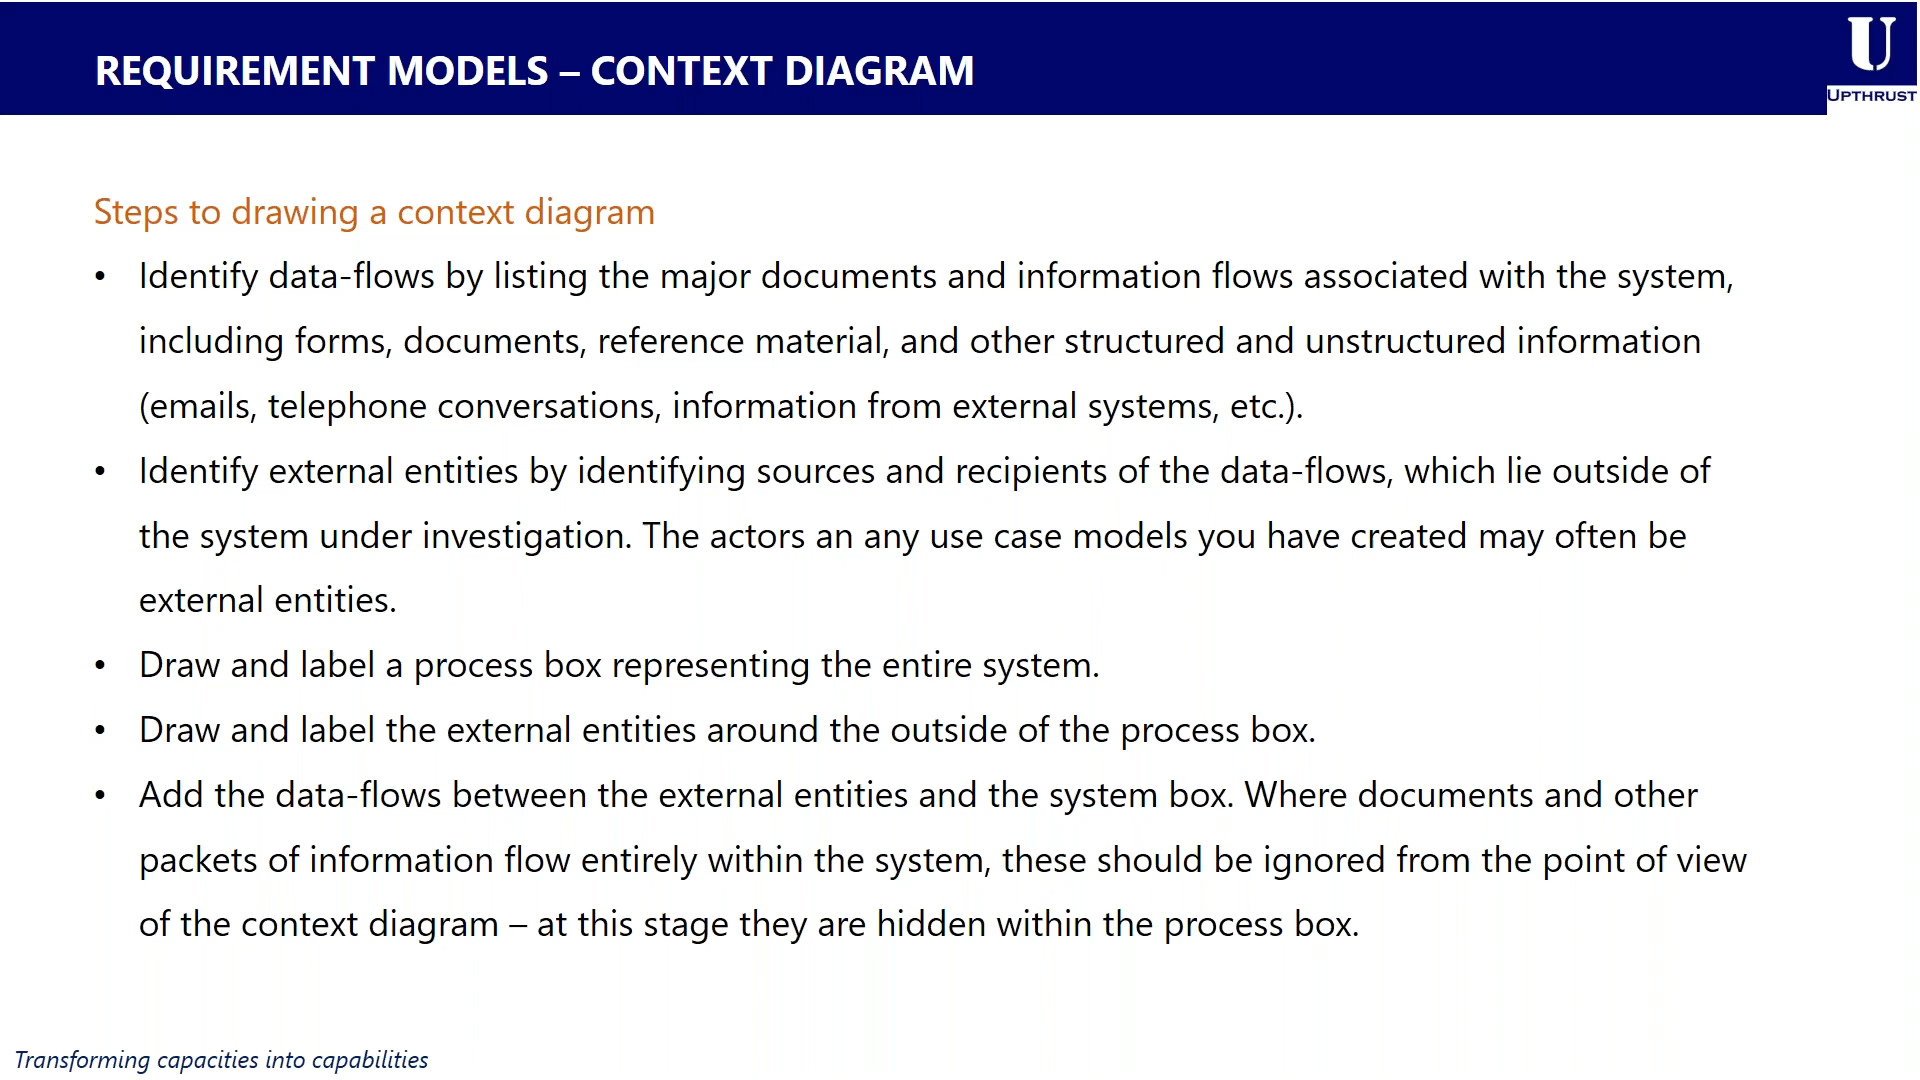 REQUIREMENT MODELS – CONTEXT DIAGRAM
U
UPTHRUST
Steps to drawing a context diagram
• Identify data-flows by listing the major documents and information flows associated with the system,
including forms, documents, reference material, and other structured and unstructured information
(emails, telephone conversations, information from external systems, etc.).
• Identify external entities by identifying sources and recipients of the data-flows, which lie outside of
the system under investigation. The actors an any use case models you have created may often be
external entities.
• Draw and label a process box representing the entire system.
• Draw and label the external entities around the outside of the process box.
• Add the data-flows between the external entities and the system box. Where documents and other
packets of information flow entirely within the system, these should be ignored from the point of view
of the context diagram – at this stage they are hidden within the process box.
Transforming capacities into capabilities